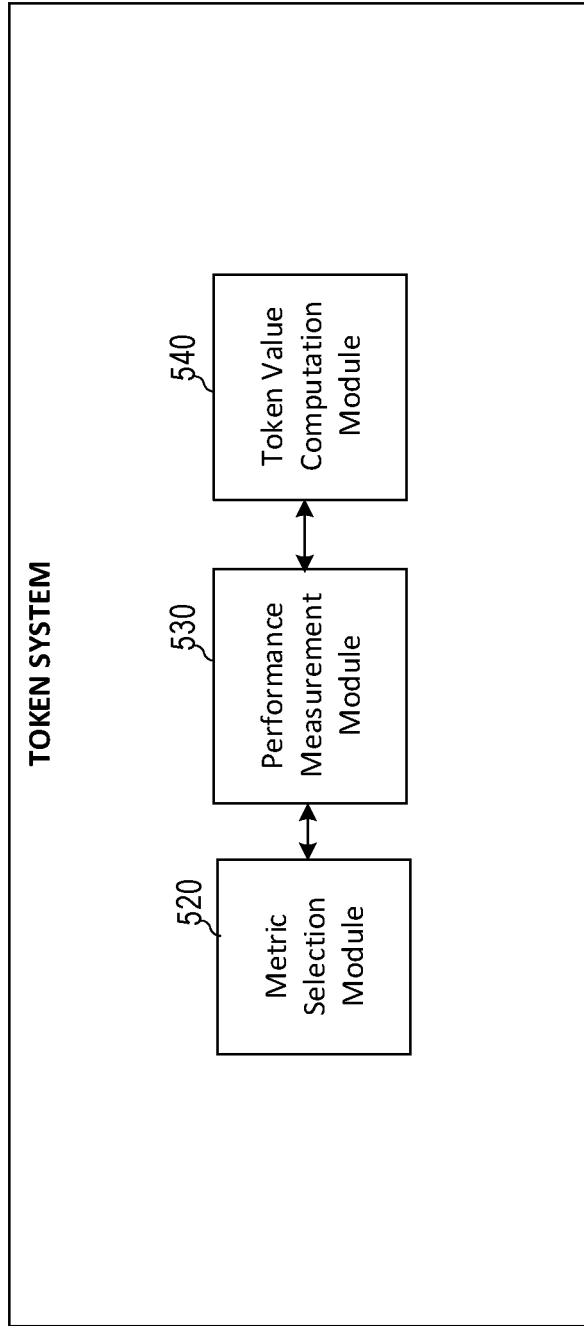 TOKEN SYSTEM
520
Metric
Selection
Module
530
Performance
Measurement
Module
540
Token Value
Computation
Module